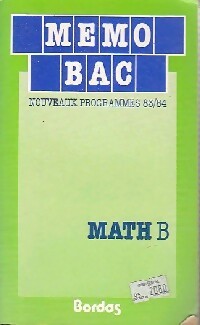 MEMO
BAC
NOUVEAUX PROGRAMMES 83/84
MATH B
Bordas